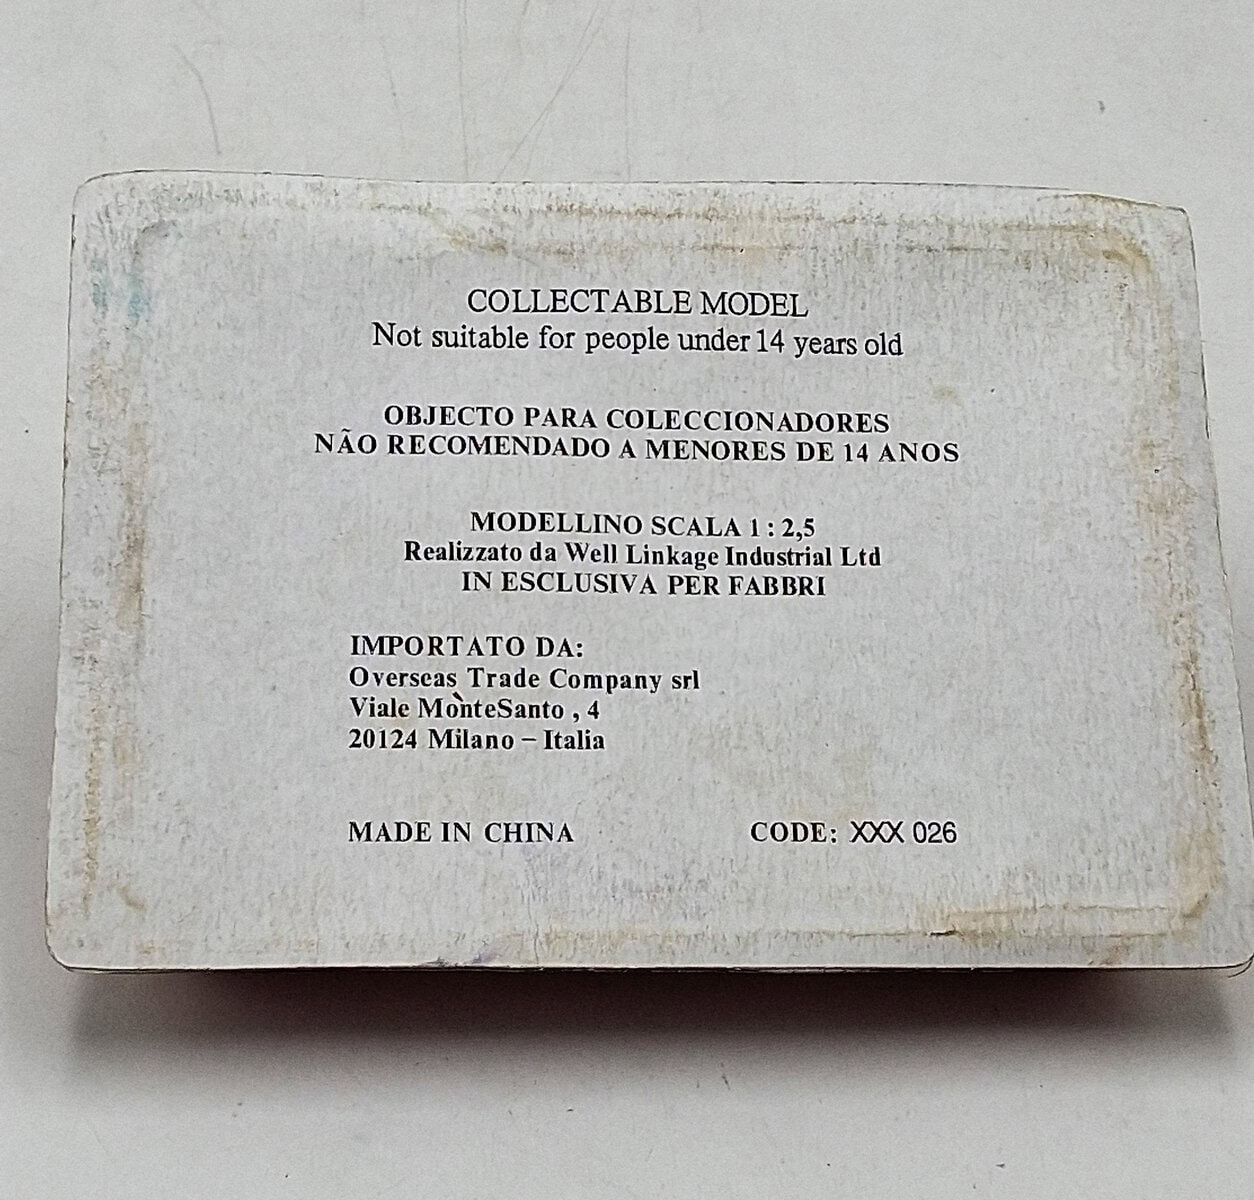 COLLECTABLE MODEL
Not suitable for people under 14 years old
OBJECTO PARA COLECCIONADORES
NÃO RECOMENDADO A MENORES DE 14 ANOS
MODELLINO SCALA 1 : 2,5
Realizzato da Well Linkage Industrial Ltd
IN ESCLUSIVA PER FABBRI
IMPORTATO DA:
Overseas Trade Company srl
Viale MonteSanto , 4
20124 Milano – Italia
MADE IN CHINA CODE: XXX 026